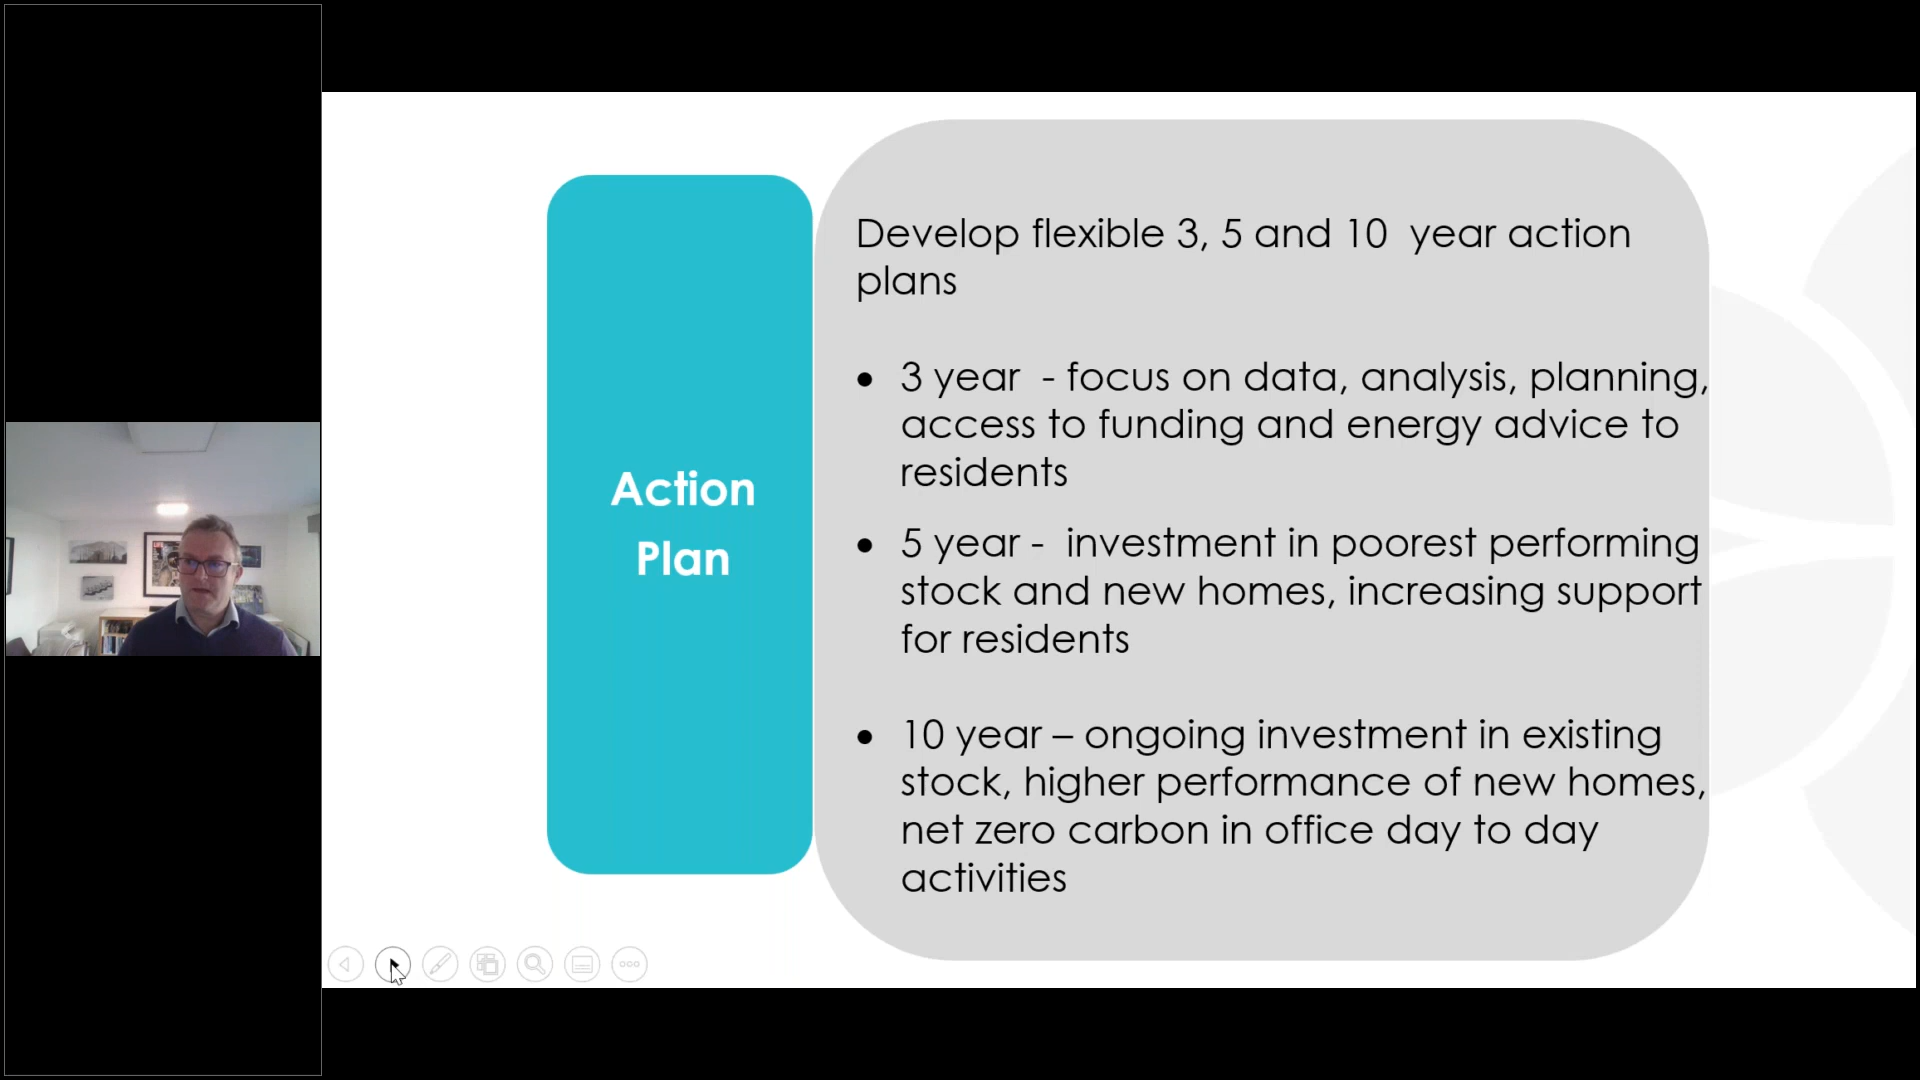 Action
Plan
Develop flexible 3, 5 and 10  year action
plans
• 3 year  - focus on data, analysis, planning,
access to funding and energy advice to
residents
• 5 year -  investment in poorest performing
stock and new homes, increasing support
for residents
• 10 year – ongoing investment in existing
stock, higher performance of new homes,
net zero carbon in office day to day
activities